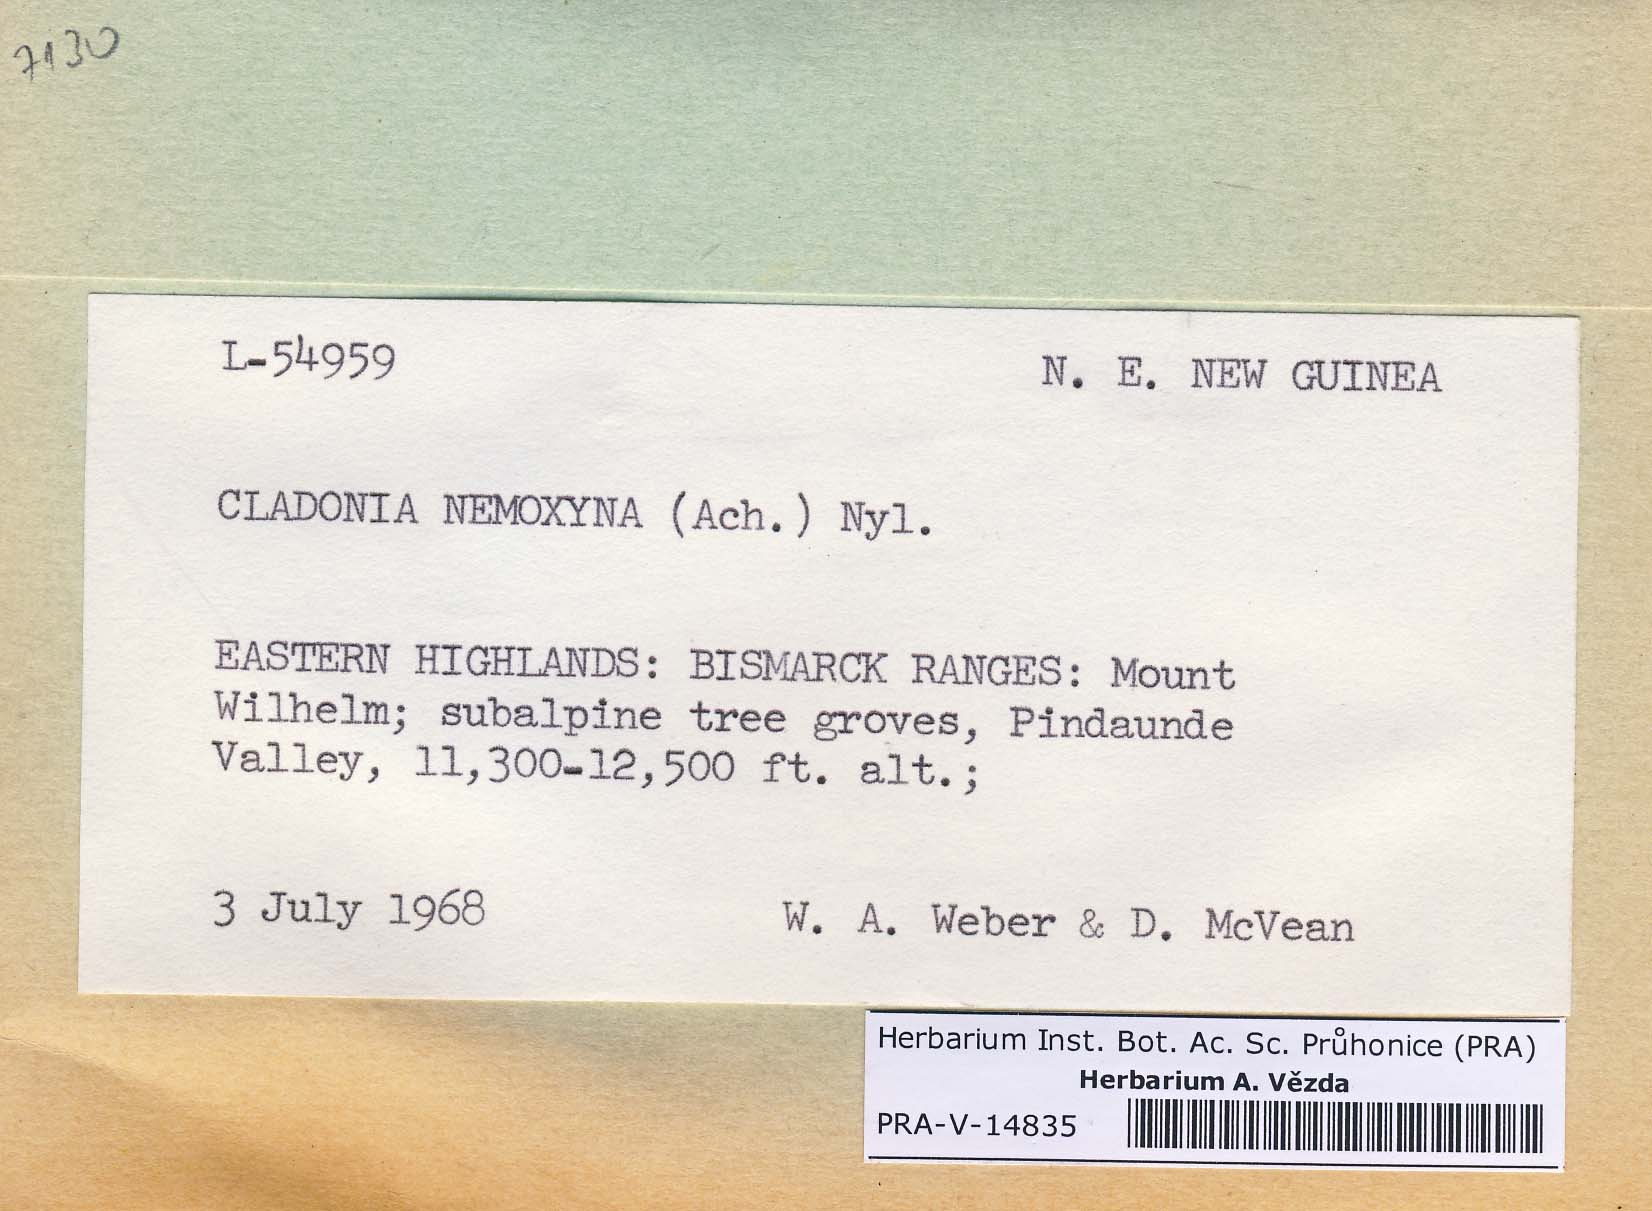 7130
L-54959
N. E. NEW GUINEA
CLADONIA NEMOXYNA (Ach.) Nyl.
EASTERN HIGHLANDS: BISMARCK RANGES: Mount
Wilhelm; subalpine tree groves, Pindaunde
Valley, 11,300-12,500 ft. alt.;
3 July 1968
W. A. Weber & D. McVean
Herbarium Inst. Bot. Ac. Sc. Průhonice (PRA)
Herbarium A. Vězda
PRA-V-14835